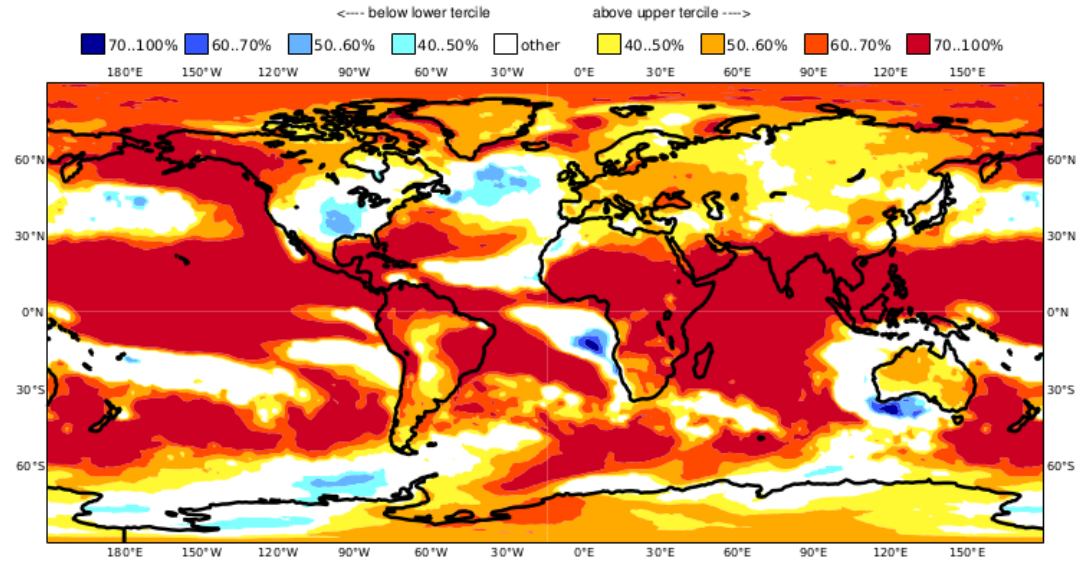 <---- below lower tercile above upper tercile ---->
70..100% 60..70% 50..60% 40..50% other 40..50% 50..60% 60..70% 70..100%
180°E 150°W 120°W 90°W 60°W 30°W 0°E 30°E 60°E 90°E 120°E 150°E
60°N 60°N
30°N 30°N
0°N 0°N
30°S 30°S
60°S 60°S
180°E 150°W 120°W 90°W 60°W 30°W 0°E 30°E 60°E 90°E 120°E 150°E